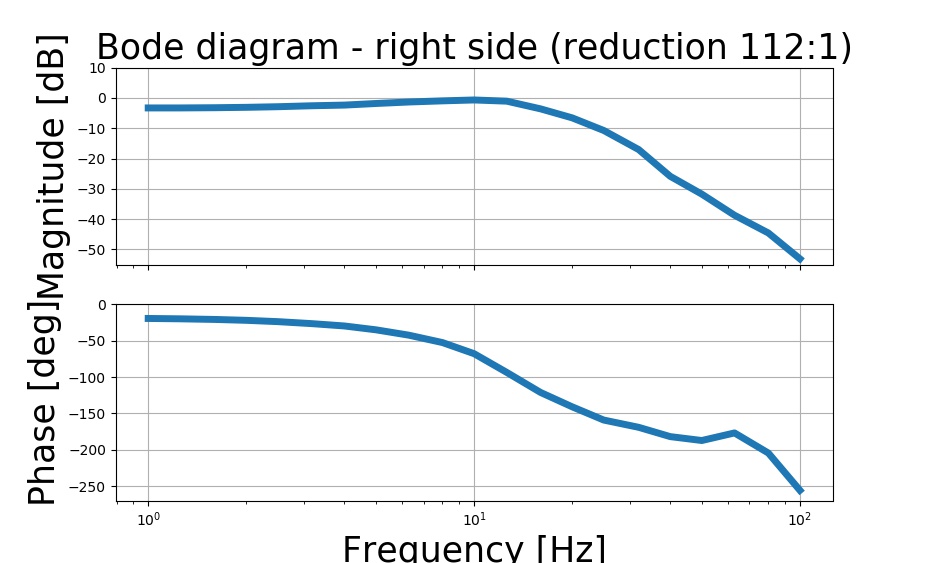 Bode diagram - right side (reduction 112:1)
Magnitude [dB]
10
0
−10
−20
−30
−40
−50
Phase [deg]
0
−50
−100
−150
−200
−250
10⁰ 10¹ 10²
Frequency [Hz]